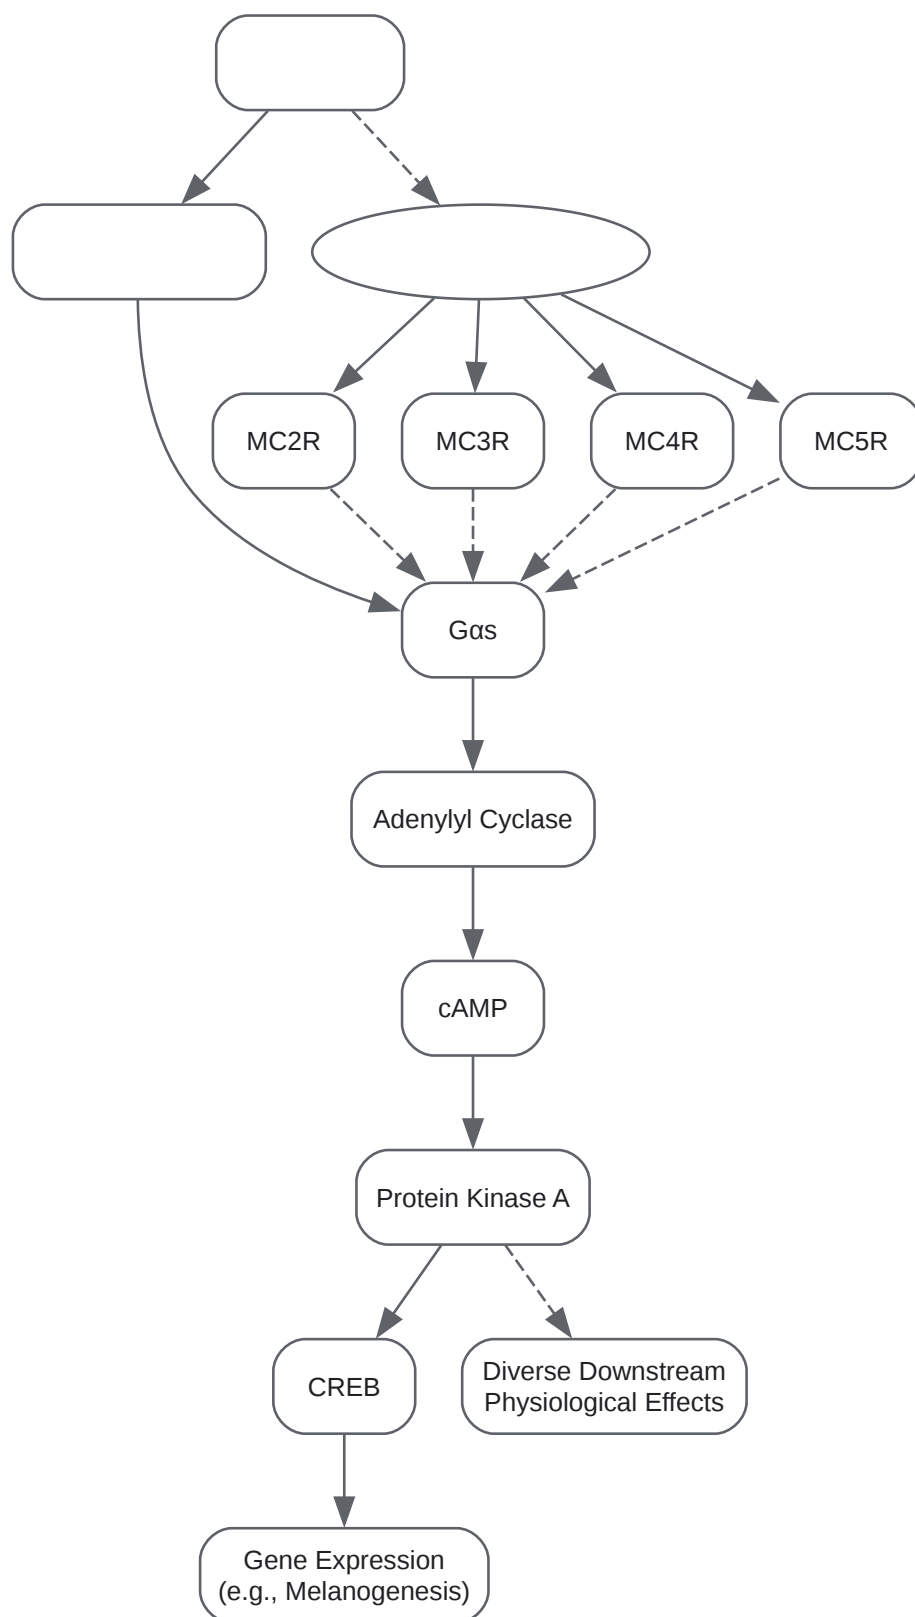 MC2R
MC3R
MC4R
MC5R
Gαs
Adenylyl Cyclase
cAMP
Protein Kinase A
CREB
Diverse Downstream
Physiological Effects
Gene Expression
(e.g., Melanogenesis)